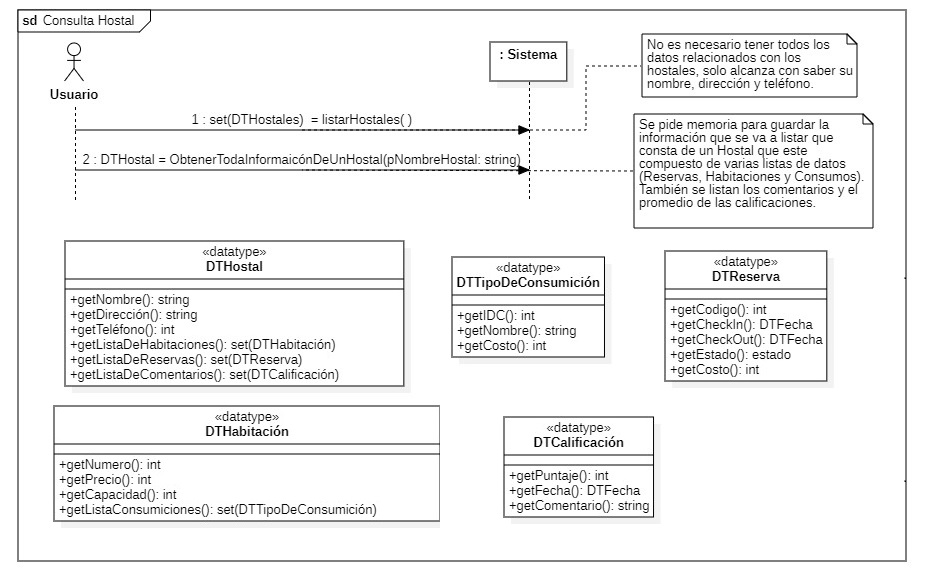 sd Consulta Hostal
Usuario
: Sistema
No es necesario tener todos los
datos relacionados con los
hostales, solo alcanza con saber su
nombre, dirección y teléfono.
1 : set(DTHostales) = listarHostales( )
Se pide memoria para guardar la
información que se va a listar que
consta de un Hostal que este
compuesto de varias listas de datos
(Reservas, Habitaciones y Consumos).
También se listan los comentarios y el
promedio de las calificaciones.
2 : DTHostal = ObtenerTodaInformaicónDeUnHostal(pNombreHostal: string)
«datatype»
DTHostal
+getNombre(): string
+getDirección(): string
+getTeléfono(): int
+getListaDeHabitaciones(): set(DTHabitación)
+getListaDeReservas(): set(DTReserva)
+getListaDeComentarios(): set(DTCalificación)
«datatype»
DTTipoDeConsumición
+getIDC(): int
+getNombre(): string
+getCosto(): int
«datatype»
DTReserva
+getCodigo(): int
+getCheckIn(): DTFecha
+getCheckOut(): DTFecha
+getEstado(): estado
+getCosto(): int
«datatype»
DTHabitación
+getNumero(): int
+getPrecio(): int
+getCapacidad(): int
+getListaConsumiciones(): set(DTTipoDeConsumición)
«datatype»
DTCalificación
+getPuntaje(): int
+getFecha(): DTFecha
+getComentario(): string